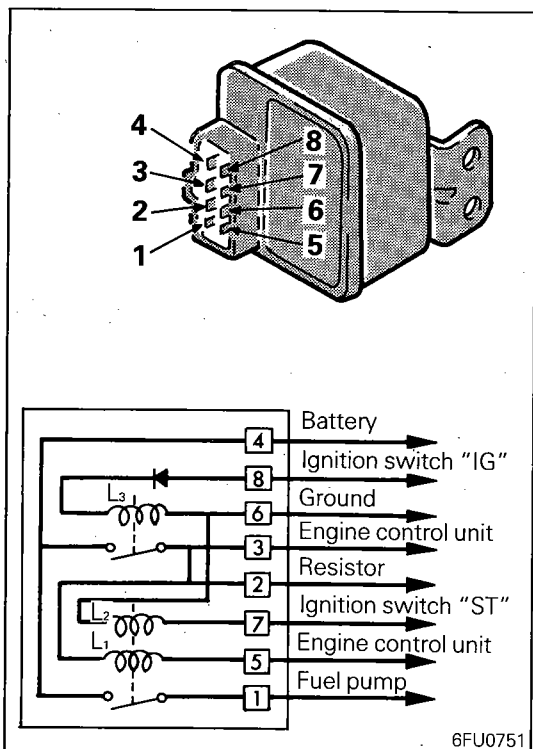 4
3
2
1
8
7
6
5
4 Battery
8 Ignition switch "IG"
L3
6 Ground
3 Engine control unit
2 Resistor
L2
7 Ignition switch "ST"
L1
5 Engine control unit
1 Fuel pump
6FU0751